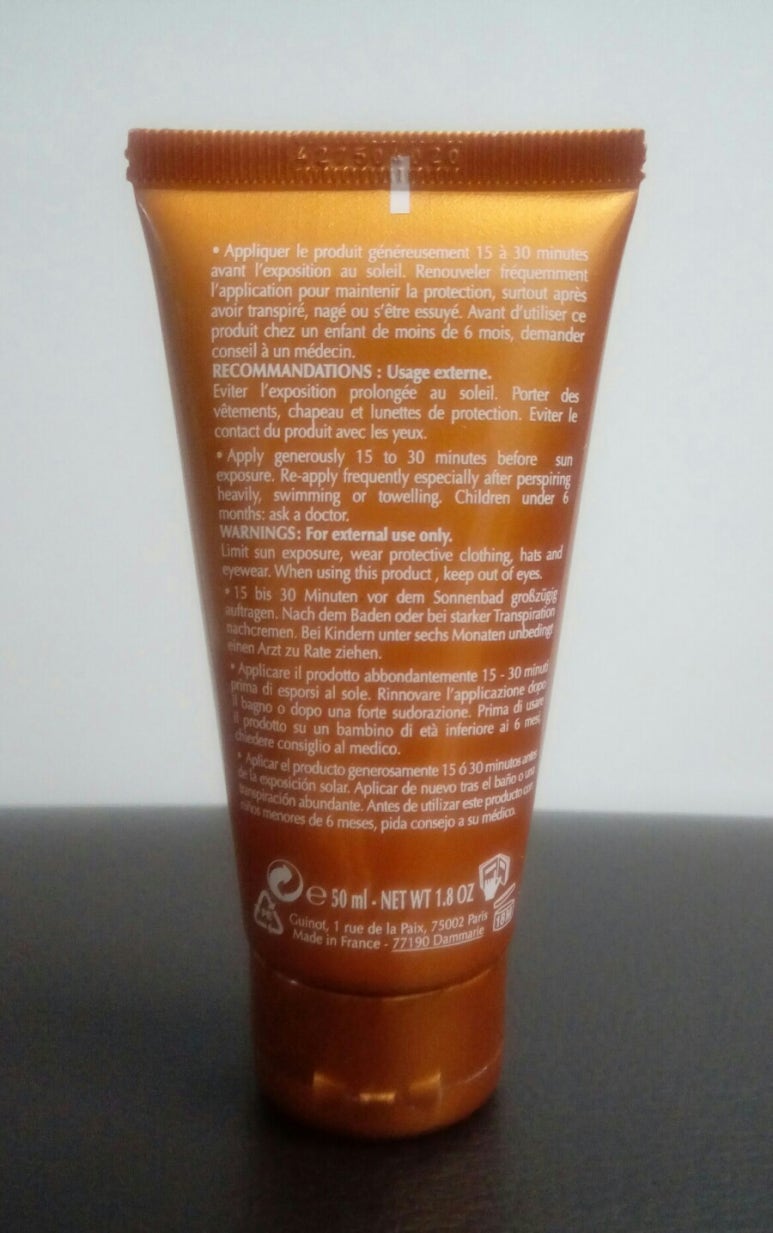 • Appliquer le produit généreusement 15 à 30 minutes
avant l'exposition au soleil. Renouveler fréquemment
l'application pour maintenir la protection, surtout après
avoir transpiré, nagé ou s'être essuyé. Avant d'utiliser ce
produit chez un enfant de moins de 6 mois, demander
conseil à un médecin.
RECOMMANDATIONS : Usage externe.
Eviter l'exposition prolongée au soleil. Porter des
vêtements, chapeau et lunettes de protection. Eviter le
contact du produit avec les yeux.
• Apply generously 15 to 30 minutes before sun
exposure. Re-apply frequently especially after perspiring
heavily, swimming or towelling. Children under 6
months: ask a doctor.
WARNINGS: For external use only.
Limit sun exposure, wear protective clothing, hats and
eyewear. When using this product , keep out of eyes.
• 15 bis 30 Minuten vor dem Sonnenbad großzügig
auftragen. Nach dem Baden oder bei starker Transpiration
nachcremen. Bei Kindern unter sechs Monaten unbedingt
einen Arzt zu Rate ziehen.
• Applicare il prodotto abbondantemente 15 - 30 minuti
prima di esporsi al sole. Rinnovare l'applicazione dopo
il bagno o dopo una forte sudorazione. Prima di usare
il prodotto su un bambino di età inferiore ai 6 mesi,
chiedere consiglio al medico.
• Aplicar el producto generosamente 15 ó 30 minutos antes
de la exposición solar. Aplicar de nuevo tras el baño o una
transpiración abundante. Antes de utilizar este producto con
niños menores de 6 meses, pida consejo a su médico.
e 50 ml - NET WT 1.8 OZ
PE
Guinot, 1 rue de la Paix, 75002 Paris
Made in France - 77190 Dammarie
18M